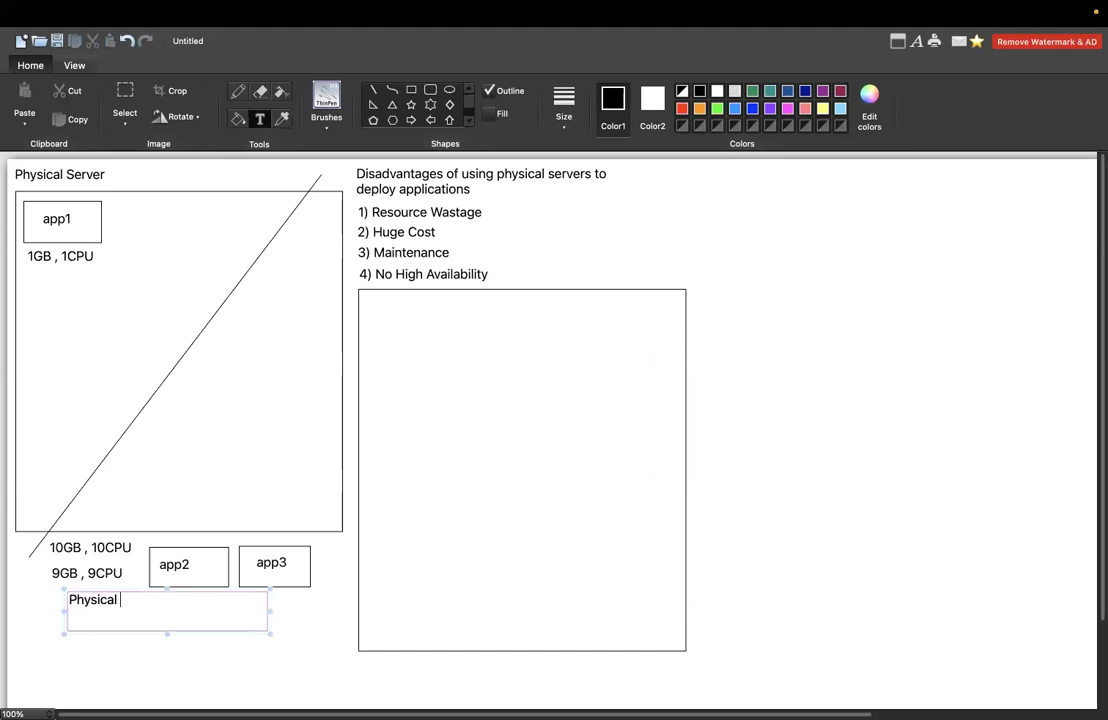 Untitled
Remove Watermark & AD
Home
View
Paste
Cut
Copy
Clipboard
Select
Crop
Rotate
Image
T
Tools
ThinPen
Brushes
Outline
Fill
Shapes
Size
Color1
Color2
Edit
colors
Colors
Physical Server
app1
1GB , 1CPU
10GB , 10CPU
9GB , 9CPU
app2
app3
Physical
Disadvantages of using physical servers to
deploy applications
1) Resource Wastage
2) Huge Cost
3) Maintenance
4) No High Availability
100%